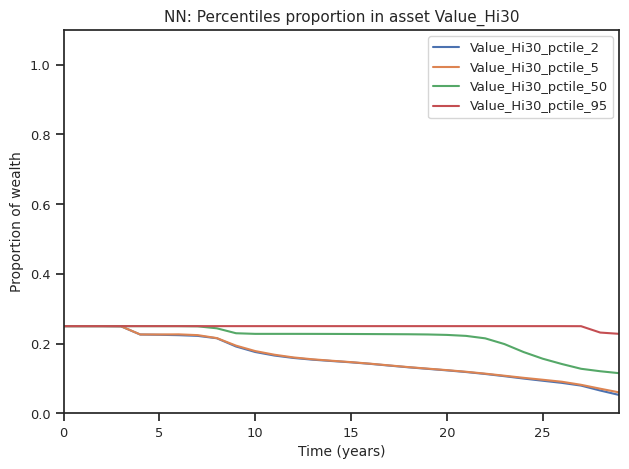 NN: Percentiles proportion in asset Value_Hi30
Value_Hi30_pctile_2
Value_Hi30_pctile_5
Value_Hi30_pctile_50
Value_Hi30_pctile_95
Proportion of wealth
1.0
0.8
0.6
0.4
0.2
0.0
0 5 10 15 20 25
Time (years)